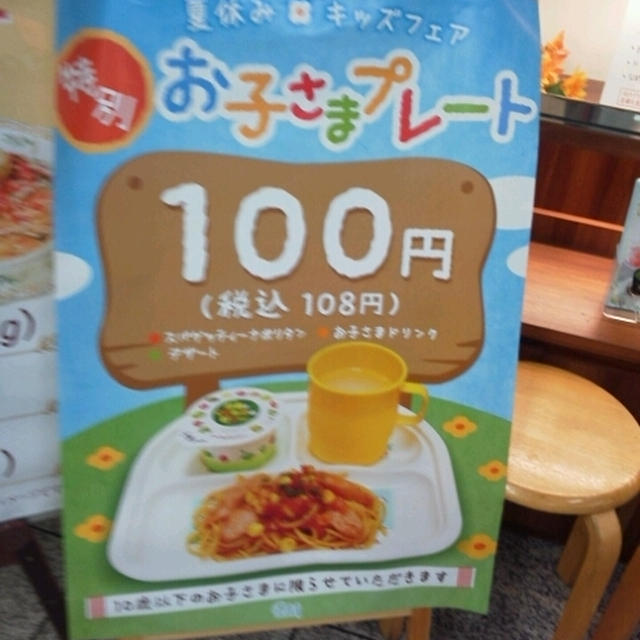 夏休み キッズフェア
特別
お子さまプレート
100円
(税込 108円)
スパゲッティーナポリタン お子さまドリンク
デザート
10歳以下のお子さまに限らせていただきます
g)
)